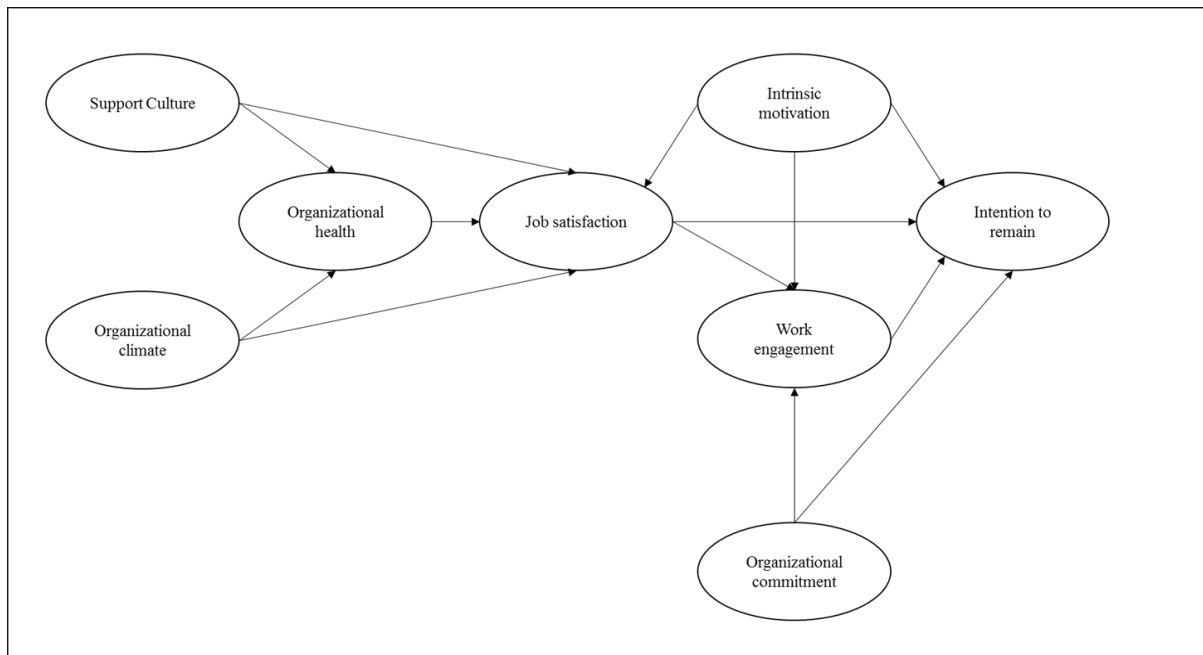 Support Culture
Intrinsic
motivation
Organizational
health
Job satisfaction
Intention to
remain
Organizational
climate
Work
engagement
Organizational
commitment